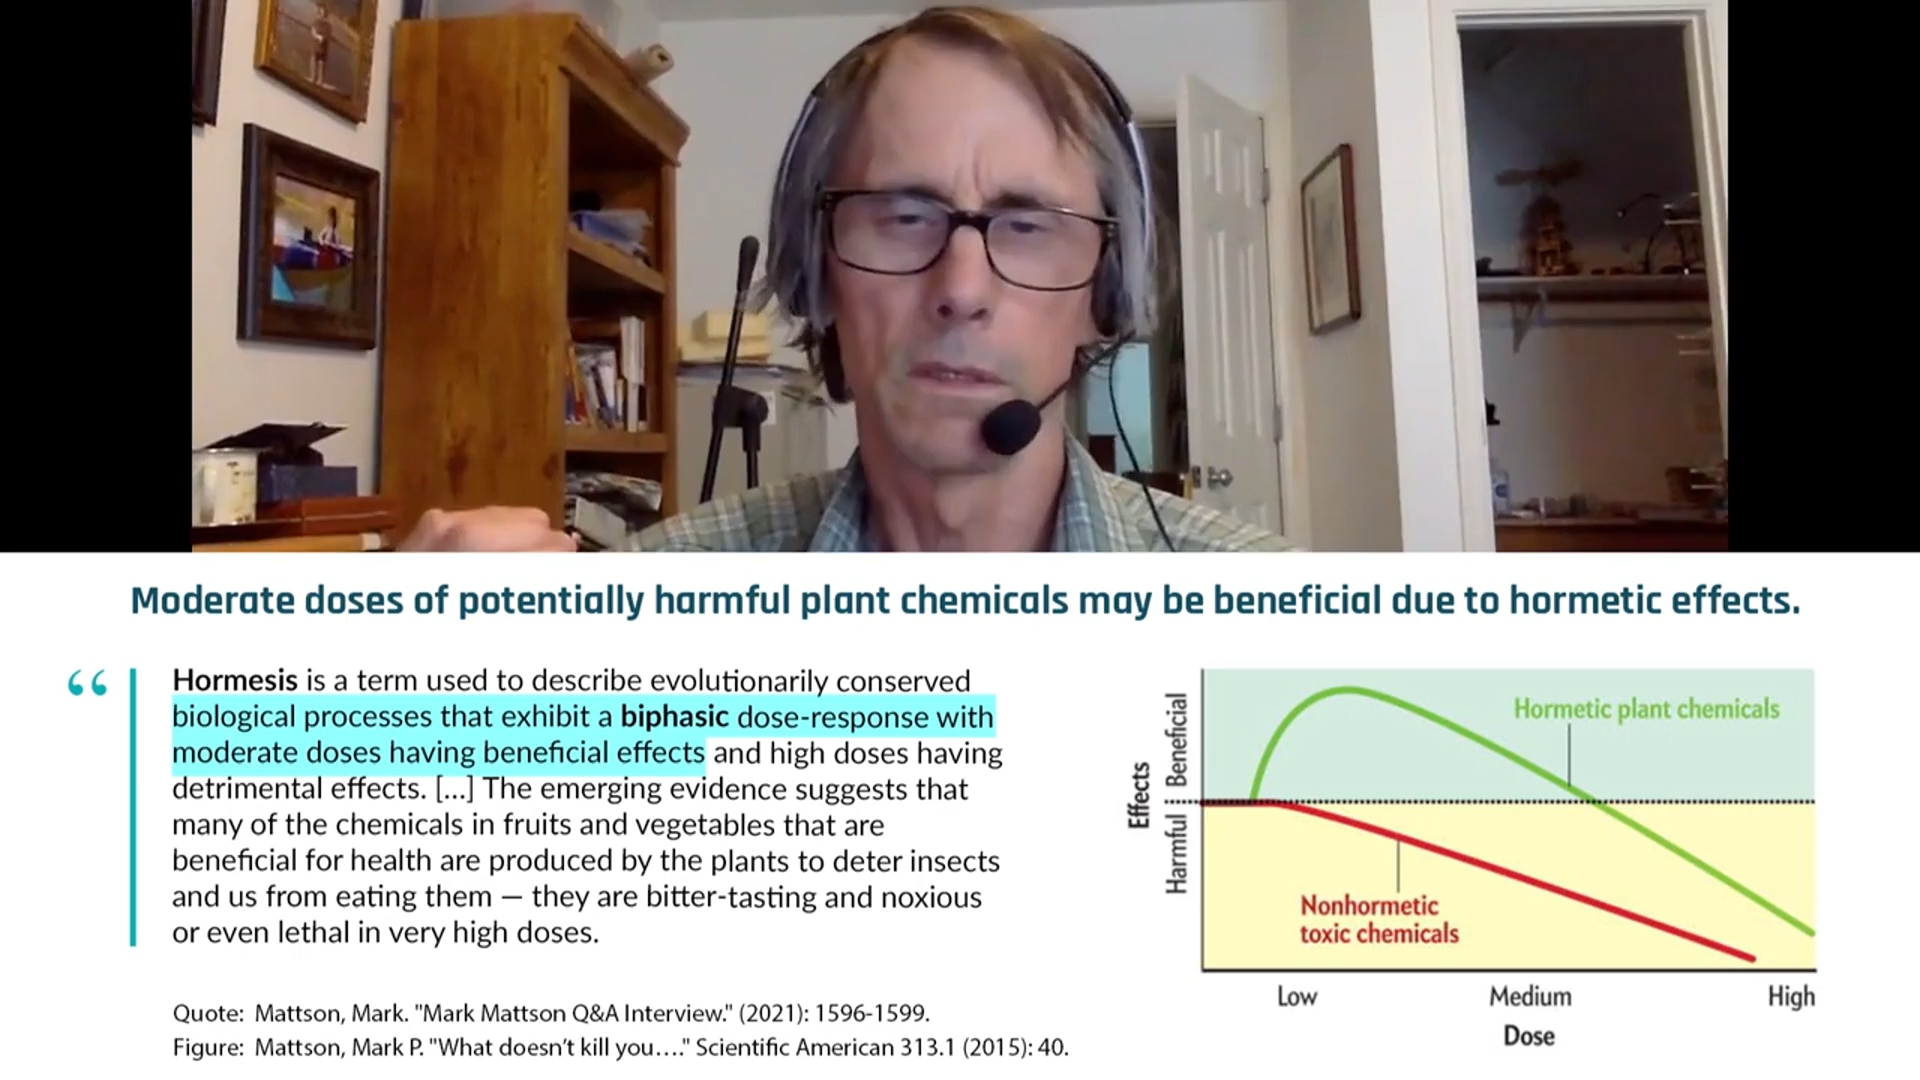 Moderate doses of potentially harmful plant chemicals may be beneficial due to hormetic effects.
“
Hormesis is a term used to describe evolutionarily conserved
biological processes that exhibit a biphasic dose-response with
moderate doses having beneficial effects and high doses having
detrimental effects. [...] The emerging evidence suggests that
many of the chemicals in fruits and vegetables that are
beneficial for health are produced by the plants to deter insects
and us from eating them — they are bitter-tasting and noxious
or even lethal in very high doses.
Quote: Mattson, Mark. "Mark Mattson Q&A Interview." (2021): 1596-1599.
Figure: Mattson, Mark P. "What doesn’t kill you…." Scientific American 313.1 (2015): 40.
Effects
Harmful
Beneficial
Hormetic plant chemicals
Nonhormetic
toxic chemicals
Low Medium High
Dose